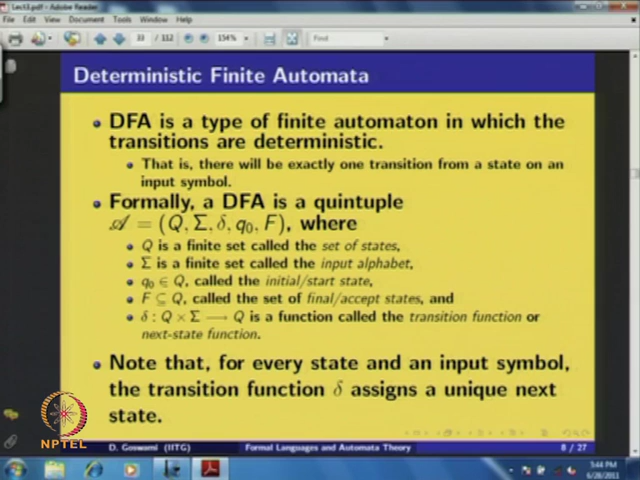 Lect3.pdf - Adobe Reader
File Edit View Document Tools Window Help
33 / 112 154% Find
Deterministic Finite Automata
• DFA is a type of finite automaton in which the
transitions are deterministic.
• That is, there will be exactly one transition from a state on an
input symbol.
• Formally, a DFA is a quintuple
𝒜 = (Q, Σ, δ, q₀, F), where
• Q is a finite set called the set of states,
• Σ is a finite set called the input alphabet,
• q₀ ∈ Q, called the initial/start state,
• F ⊆ Q, called the set of final/accept states, and
• δ : Q × Σ ⟶ Q is a function called the transition function or
next-state function.
• Note that, for every state and an input symbol,
the transition function δ assigns a unique next
state.
NPTEL
D. Goswami (IITG) Formal Languages and Automata Theory 8 / 27
5:44 PM
6/28/2011